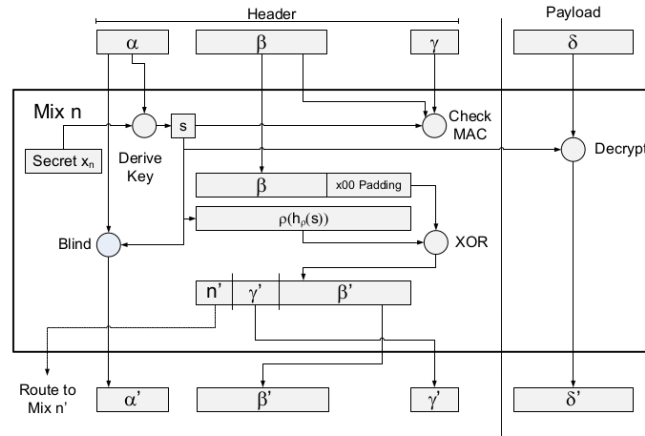 Header
Payload
α
β
γ
δ
Mix n
s
Check
MAC
Secret xₙ
Derive
Key
Decrypt
β
x00 Padding
ρ(hᵨ(s))
Blind
XOR
n’
γ’
β’
Route to
Mix n’
α’
β’
γ’
δ’